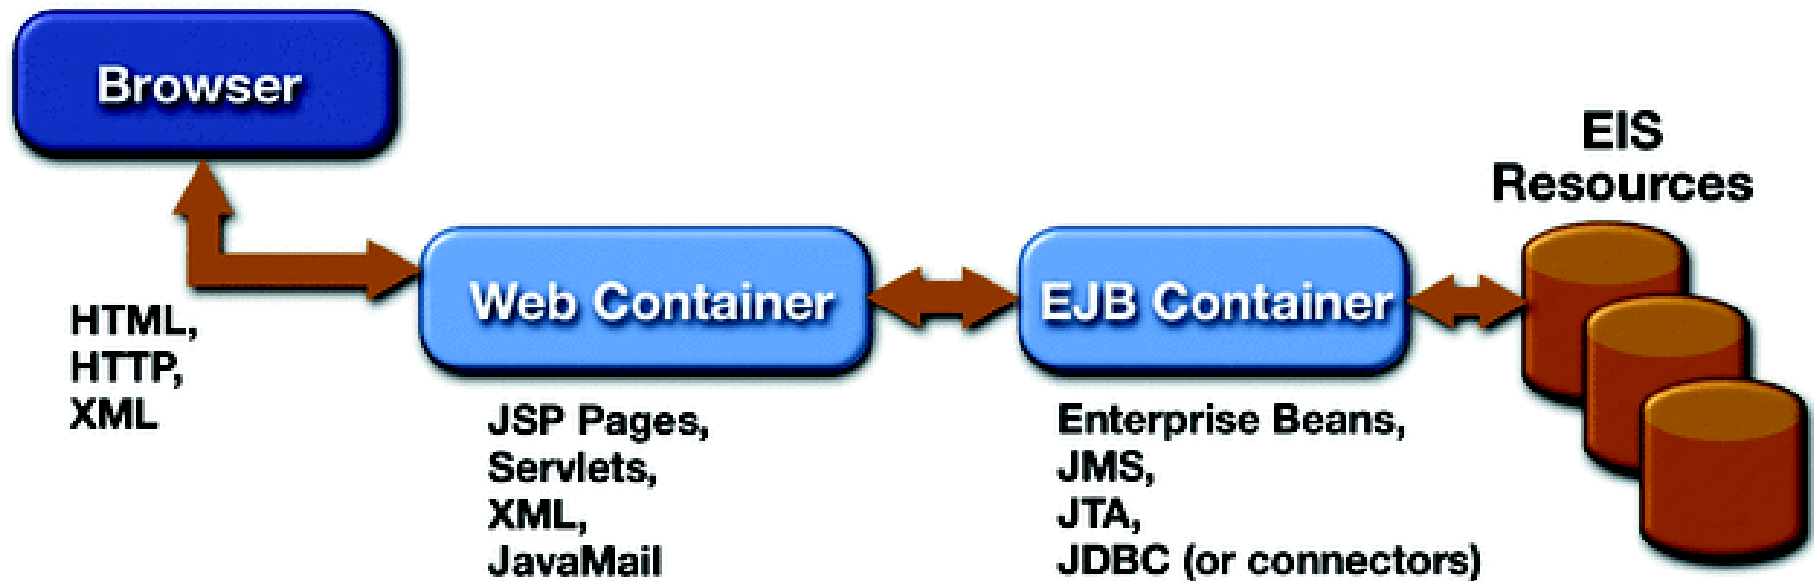 Browser
EIS
Resources
Web Container
EJB Container
HTML,
HTTP,
XML
JSP Pages,
Servlets,
XML,
JavaMail
Enterprise Beans,
JMS,
JTA,
JDBC (or connectors)